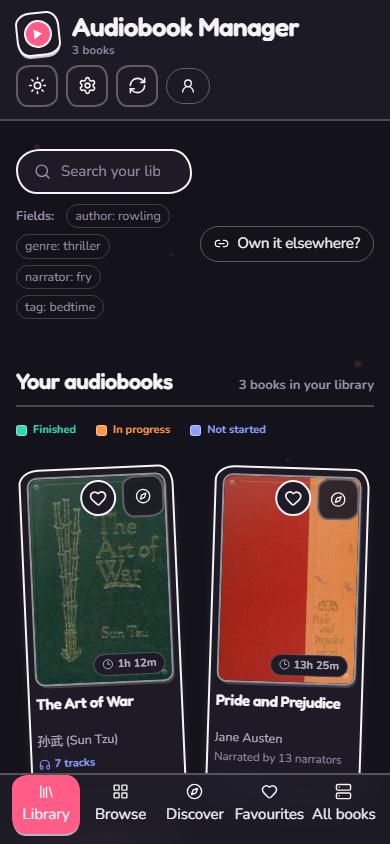 Audiobook Manager
3 books
Search your lib
Fields:
author: rowling
genre: thriller
narrator: fry
tag: bedtime
Own it elsewhere?
Your audiobooks
3 books in your library
Finished
In progress
Not started
The
Art of
War
Sun Tzu
1h 12m
The Art of War
孙武 (Sun Tzu)
7 tracks
Pride
and
Prejudice
13h 25m
Pride and Prejudice
Jane Austen
Narrated by 13 narrators
Library
Browse
Discover
Favourites
All books